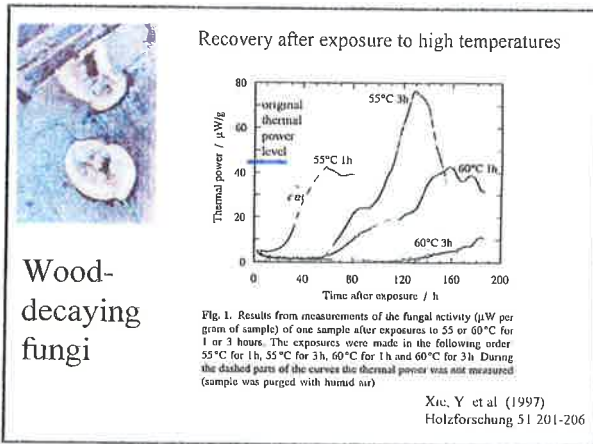 Recovery after exposure to high temperatures
Wood-
decaying
fungi
80
60
40
20
0
Thermal power / µW/g
original
thermal
power
level
55°C 1h
55°C 3h
60°C 1h
60°C 3h
0 40 80 120 160 200
Time after exposure / h
Fig. 1. Results from measurements of the fungal activity (µW per
gram of sample) of one sample after exposures to 55 or 60°C for
1 or 3 hours. The exposures were made in the following order
55°C for 1h, 55°C for 3h, 60°C for 1h and 60°C for 3h During
the dashed parts of the curves the thermal power was not measured
(sample was purged with humid air)
Xie, Y et al (1997)
Holzforschung 51 201-206